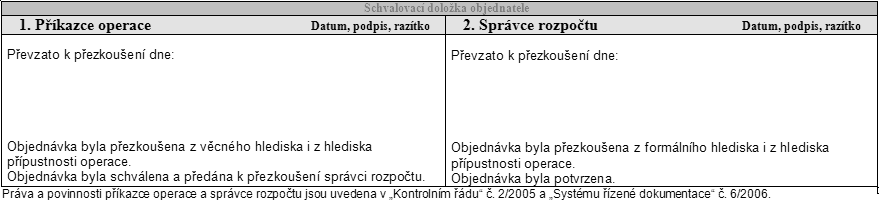 Schvalovací doložka objednatele
1. Příkazce operace Datum, podpis, razítko
2. Správce rozpočtu Datum, podpis, razítko
Převzato k přezkoušení dne:
Objednávka byla přezkoušena z věcného hlediska i z hlediska
přípustnosti operace.
Objednávka byla schválena a předána k přezkoušení správci rozpočtu.
Převzato k přezkoušení dne:
Objednávka byla přezkoušena z formálního hlediska i z hlediska
přípustnosti operace.
Objednávka byla potvrzena.
Práva a povinnosti příkazce operace a správce rozpočtu jsou uvedena v „Kontrolním řádu“ č. 2/2005 a „Systému řízené dokumentace“ č. 6/2006.